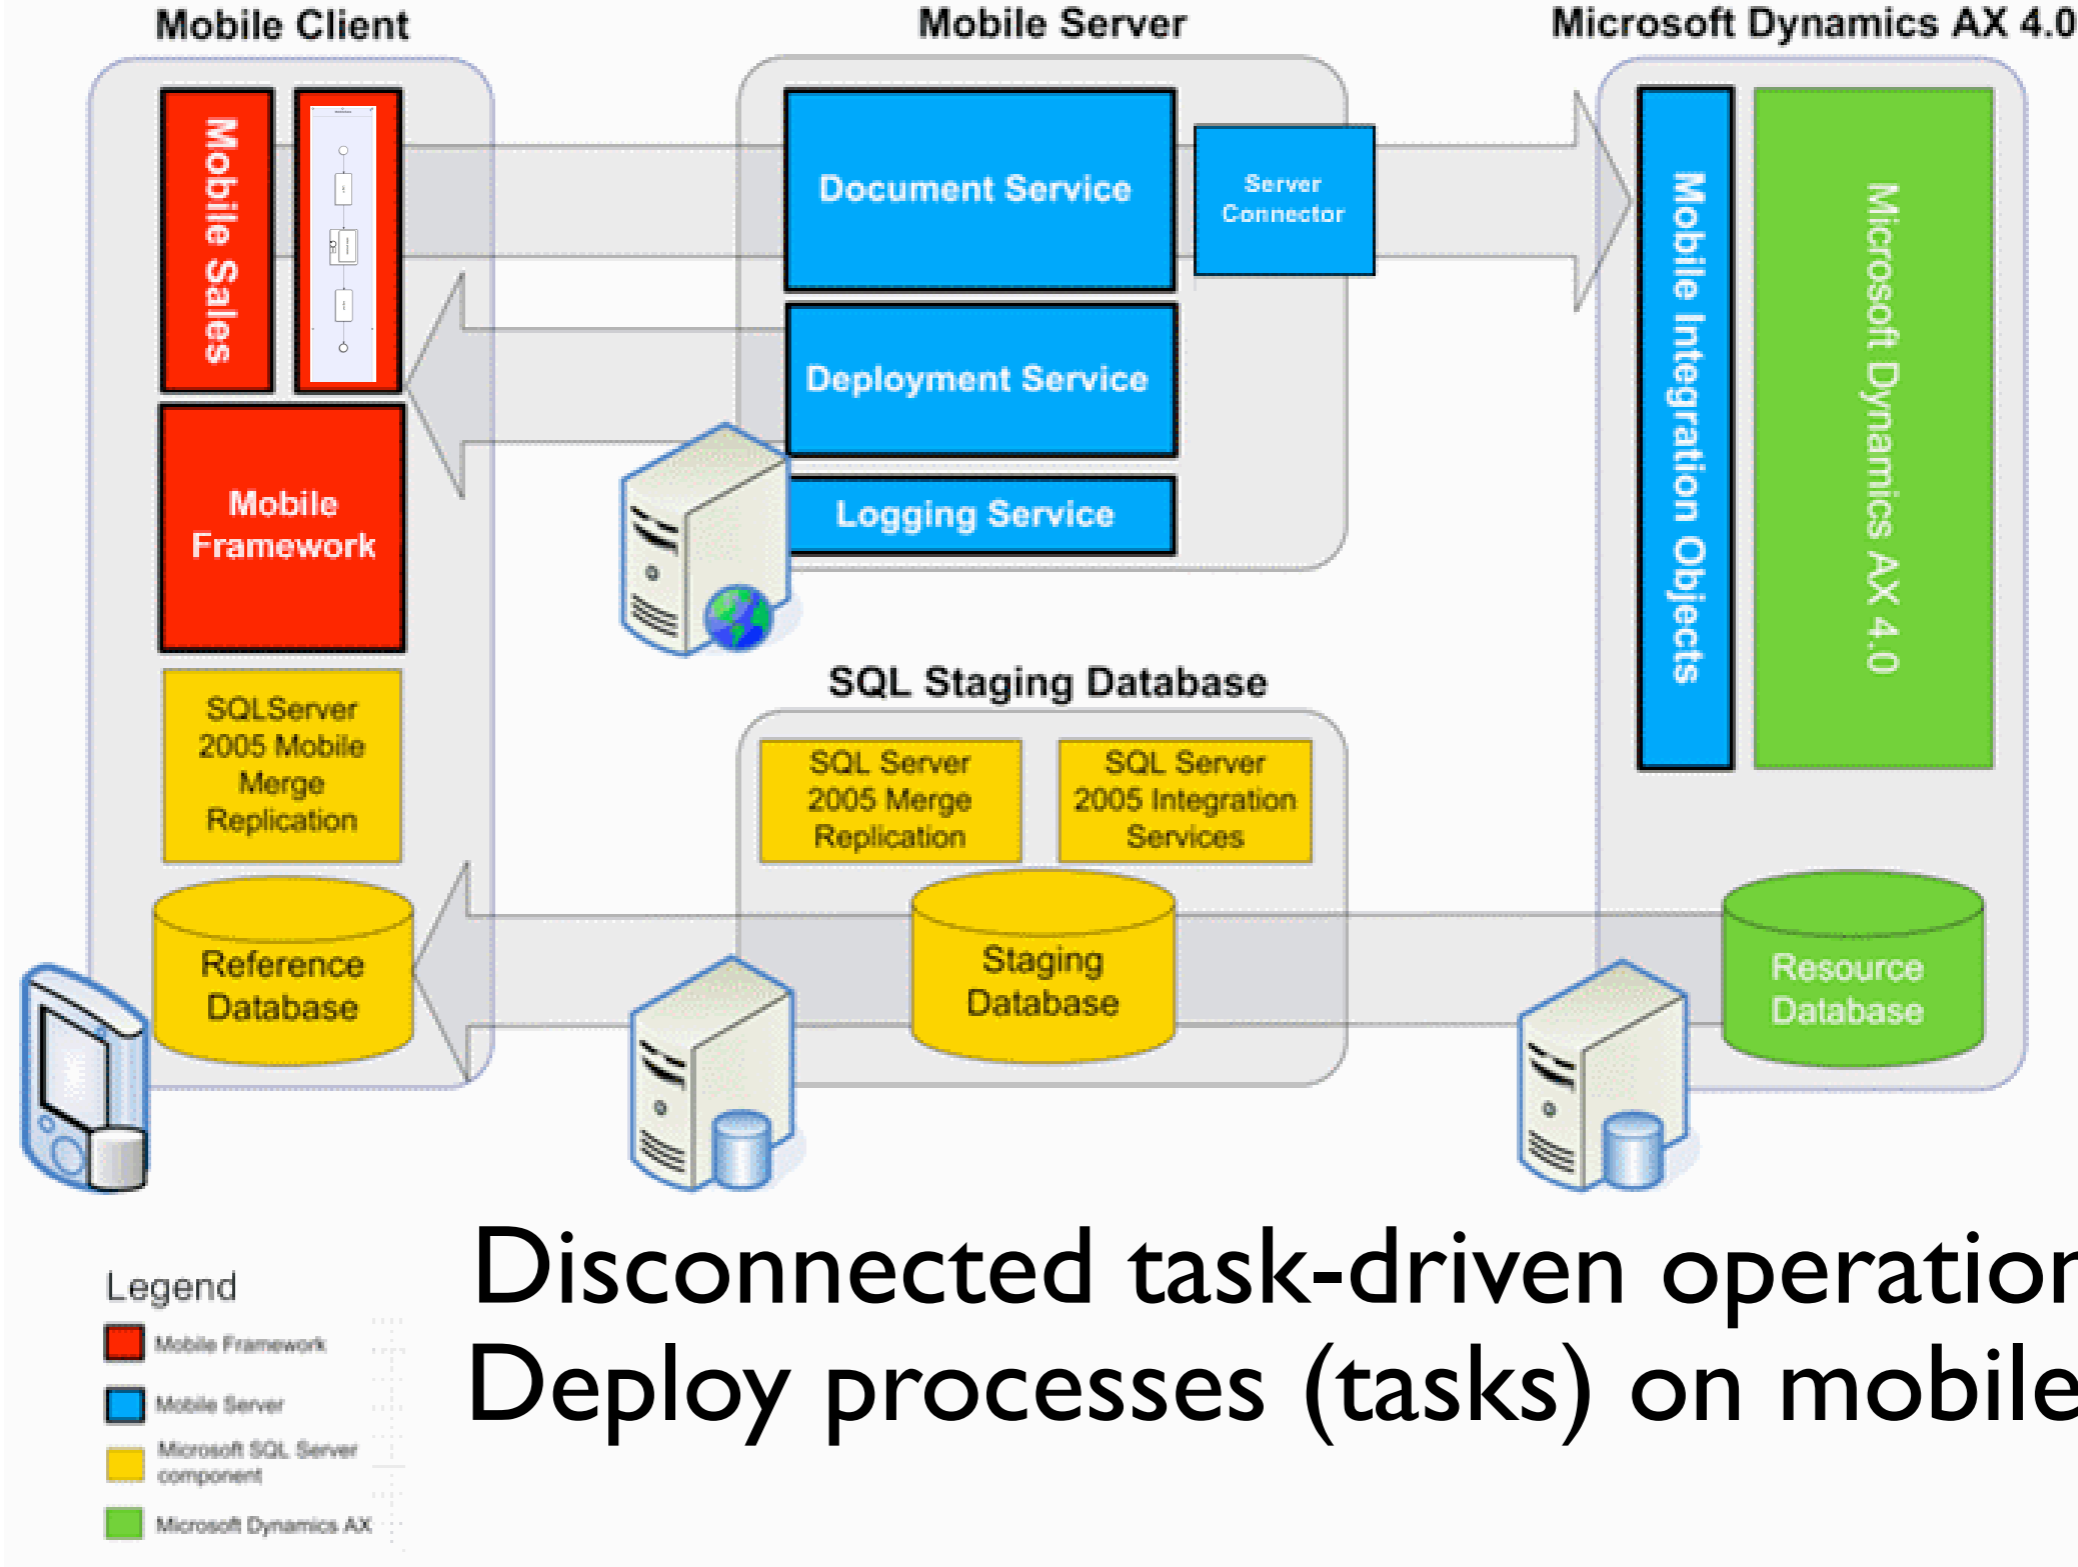 Mobile Client
Mobile Server
Microsoft Dynamics AX 4.0
Mobile Sales
Document Service
Server
Connector
Mobile Integration Objects
Microsoft Dynamics AX 4.0
Deployment Service
Mobile
Framework
Logging Service
SQL Staging Database
SQLServer
2005 Mobile
Merge
Replication
SQL Server
2005 Merge
Replication
SQL Server
2005 Integration
Services
Reference
Database
Staging
Database
Resource
Database
Disconnected task-driven operation
Deploy processes (tasks) on mobile
Legend
Mobile Framework
Mobile Server
Microsoft SQL Server
component
Microsoft Dynamics AX